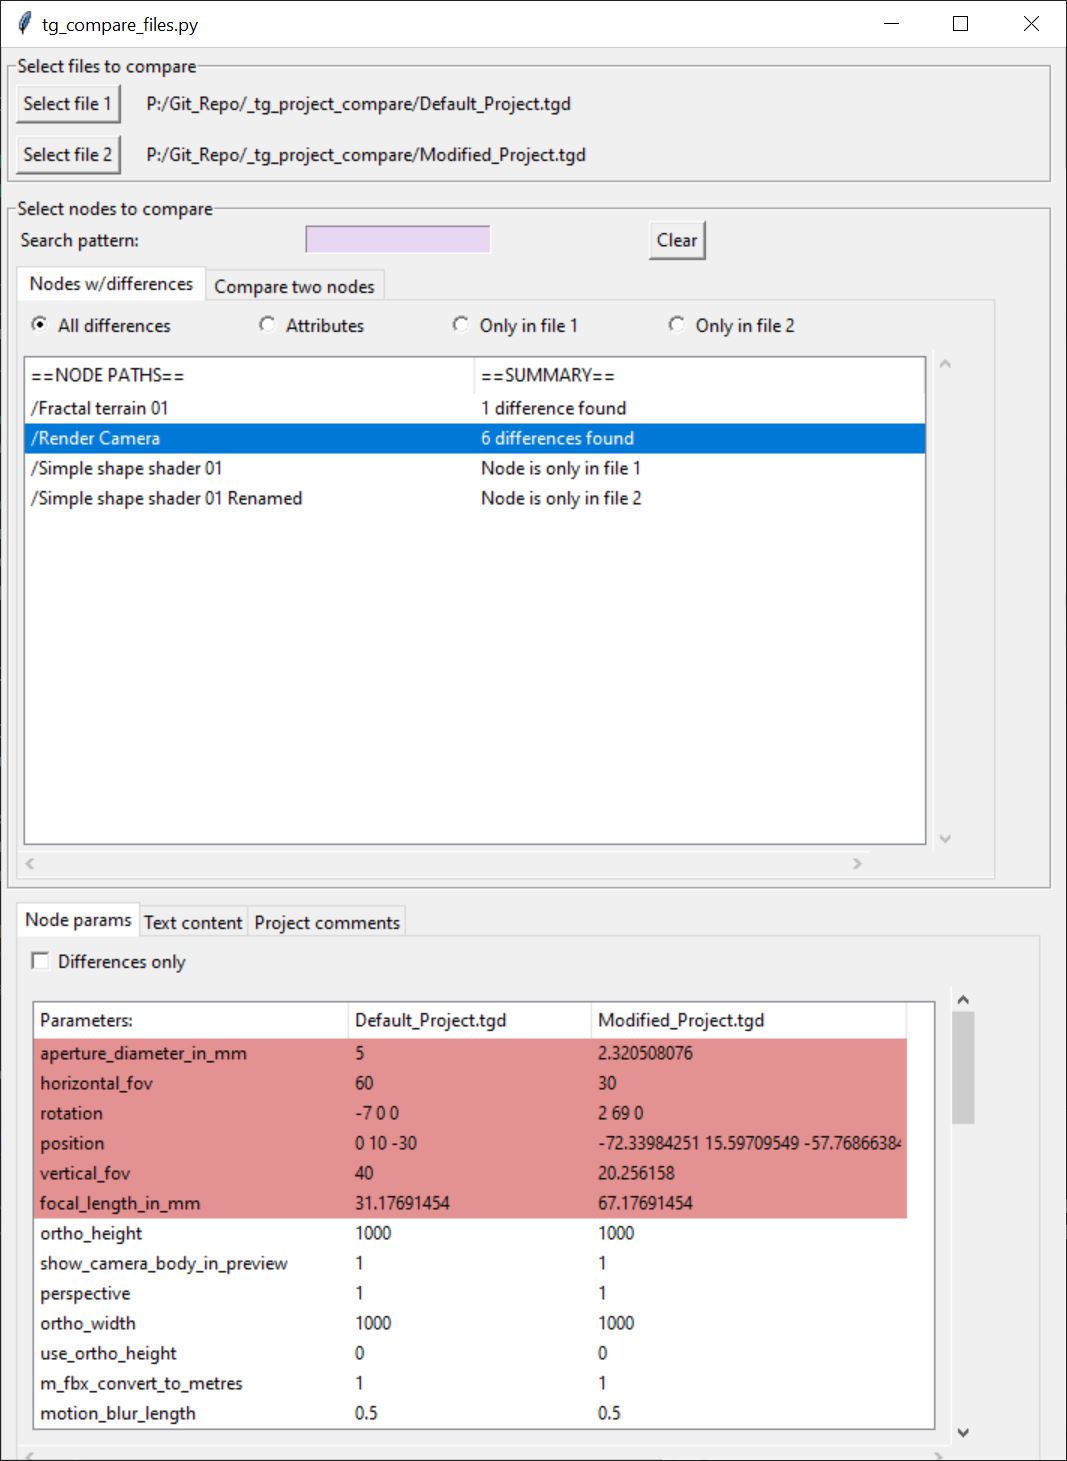 tg_compare_files.py
Select files to compare
Select file 1 P:/Git_Repo/_tg_project_compare/Default_Project.tgd
Select file 2 P:/Git_Repo/_tg_project_compare/Modified_Project.tgd
Select nodes to compare
Search pattern: Clear
Nodes w/differences Compare two nodes
All differences Attributes Only in file 1 Only in file 2
==NODE PATHS== ==SUMMARY==
/Fractal terrain 01 1 difference found
/Render Camera 6 differences found
/Simple shape shader 01 Node is only in file 1
/Simple shape shader 01 Renamed Node is only in file 2
Node params Text content Project comments
Differences only
Parameters: Default_Project.tgd Modified_Project.tgd
aperture_diameter_in_mm 5 2.320508076
horizontal_fov 60 30
rotation -7 0 0 2 69 0
position 0 10 -30 -72.33984251 15.59709549 -57.76866384
vertical_fov 40 20.256158
focal_length_in_mm 31.17691454 67.17691454
ortho_height 1000 1000
show_camera_body_in_preview 1 1
perspective 1 1
ortho_width 1000 1000
use_ortho_height 0 0
m_fbx_convert_to_metres 1 1
motion_blur_length 0.5 0.5